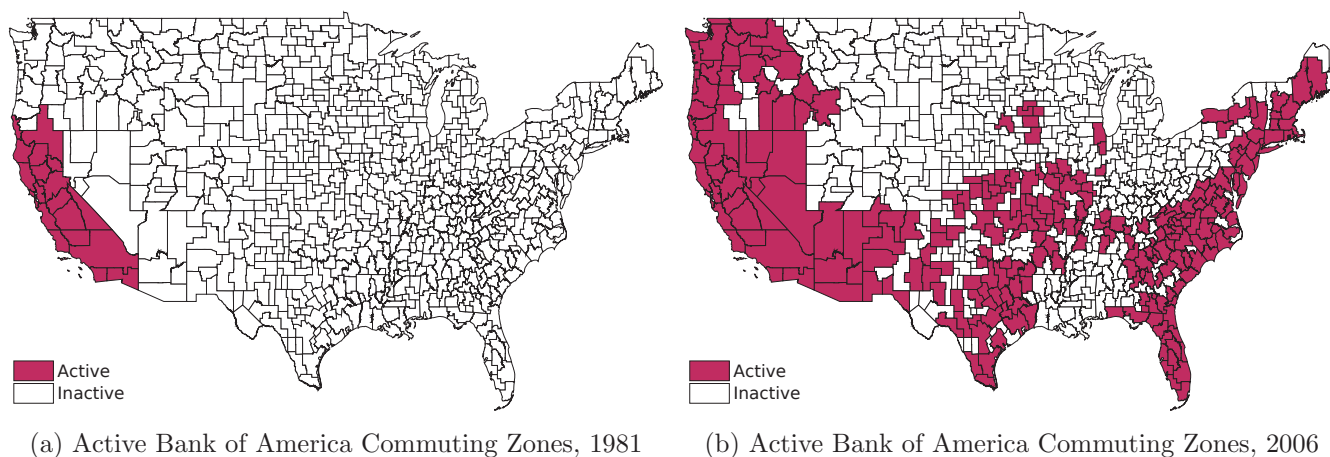 Active
Inactive
(a) Active Bank of America Commuting Zones, 1981
Active
Inactive
(b) Active Bank of America Commuting Zones, 2006